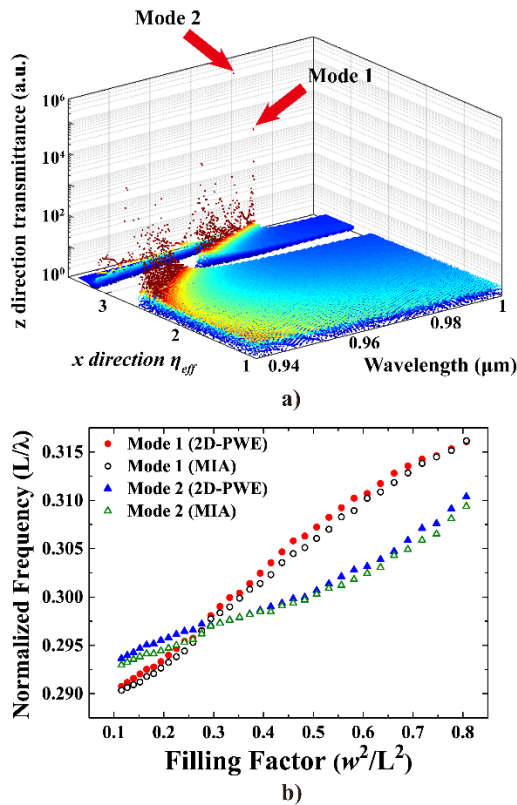 Mode 2
Mode 1
z direction transmittance (a.u.)
10^6
10^4
10^2
10^0
3
2
1
x direction η_eff
0.94
0.96
0.98
1
Wavelength (μm)
a)
Normalized Frequency (L/λ)
0.315
0.310
0.305
0.300
0.295
0.290
Mode 1 (2D-PWE)
Mode 1 (MIA)
Mode 2 (2D-PWE)
Mode 2 (MIA)
0.1 0.2 0.3 0.4 0.5 0.6 0.7 0.8
Filling Factor (w²/L²)
b)